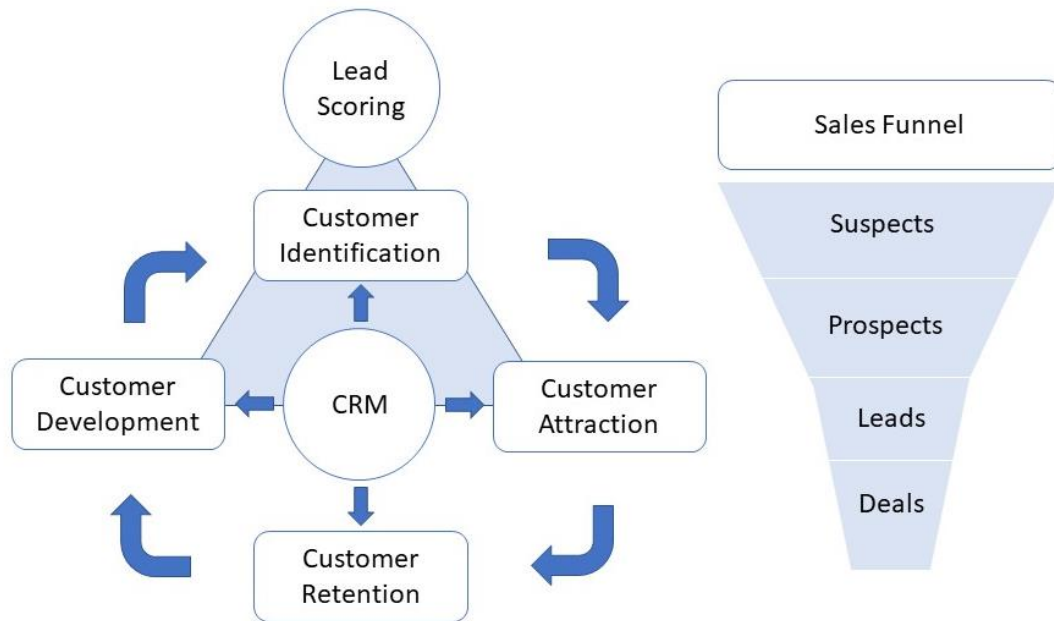 Lead
Scoring
Customer
Identification
Customer
Development
CRM
Customer
Attraction
Customer
Retention
Sales Funnel
Suspects
Prospects
Leads
Deals